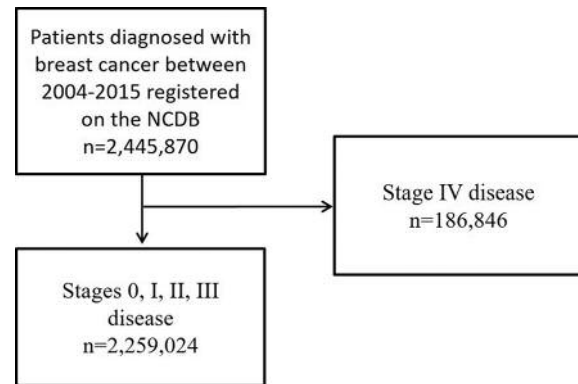 Patients diagnosed with
breast cancer between
2004-2015 registered
on the NCDB
n=2,445,870
Stage IV disease
n=186,846
Stages 0, I, II, III
disease
n=2,259,024